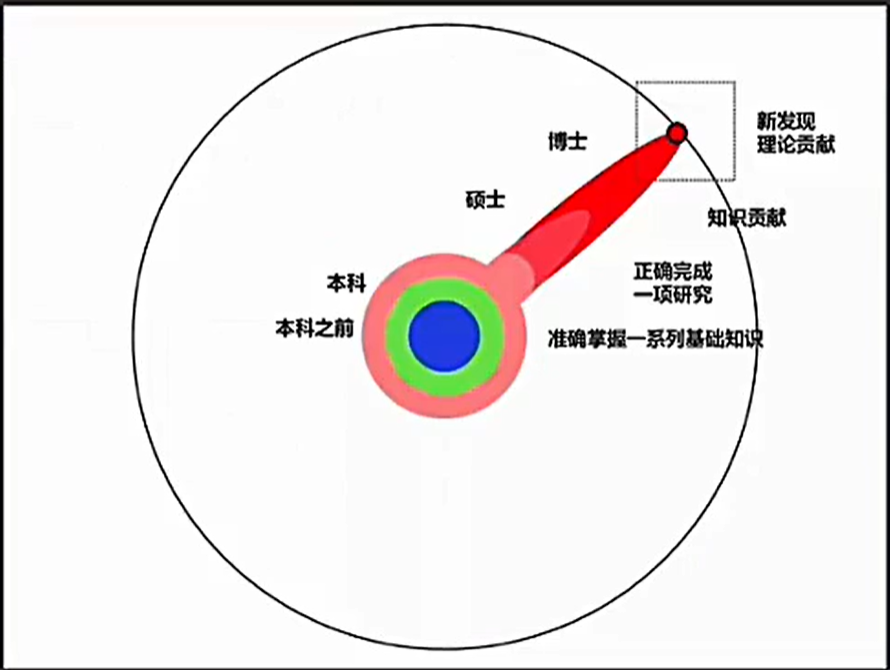 新发现
理论贡献
博士
硕士
知识贡献
正确完成
一项研究
本科
本科之前
准确掌握一系列基础知识